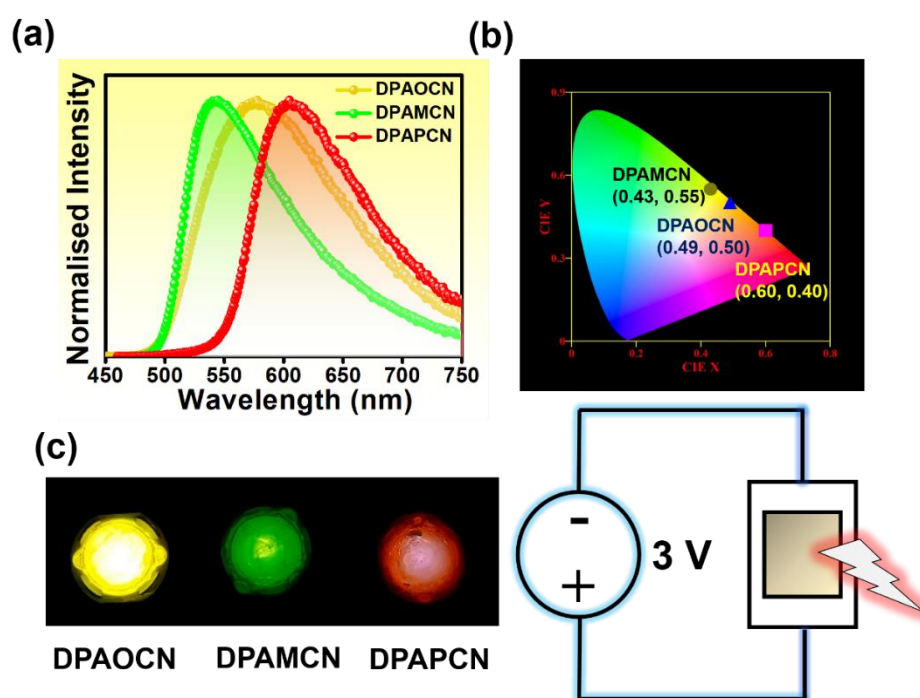 (a)
DPAOCN
DPAMCN
DPAPCN
Normalised Intensity
450 500 550 600 650 700 750
Wavelength (nm)
(b)
0.9
0.6
0.3
0
0 0.2 0.4 0.6 0.8
CIE Y
CIE X
DPAMCN
(0.43, 0.55)
DPAOCN
(0.49, 0.50)
DPAPCN
(0.60, 0.40)
(c)
DPAOCN DPAMCN DPAPCN
-
+
3 V